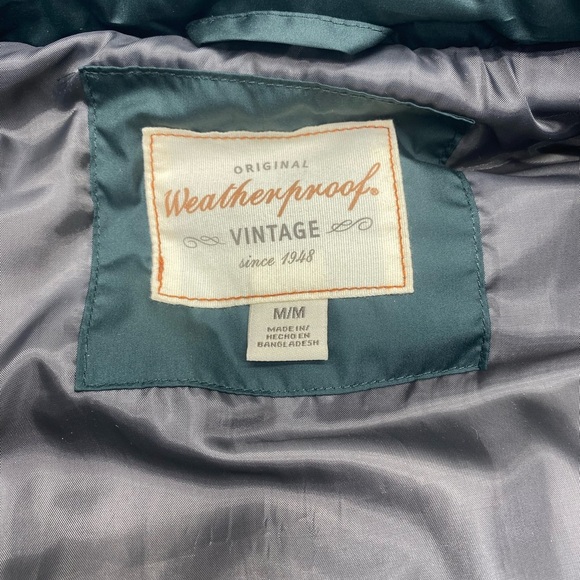 ORIGINAL
Weatherproof®
VINTAGE
since 1948
M/M
MADE IN/
HECHO EN
BANGLADESH